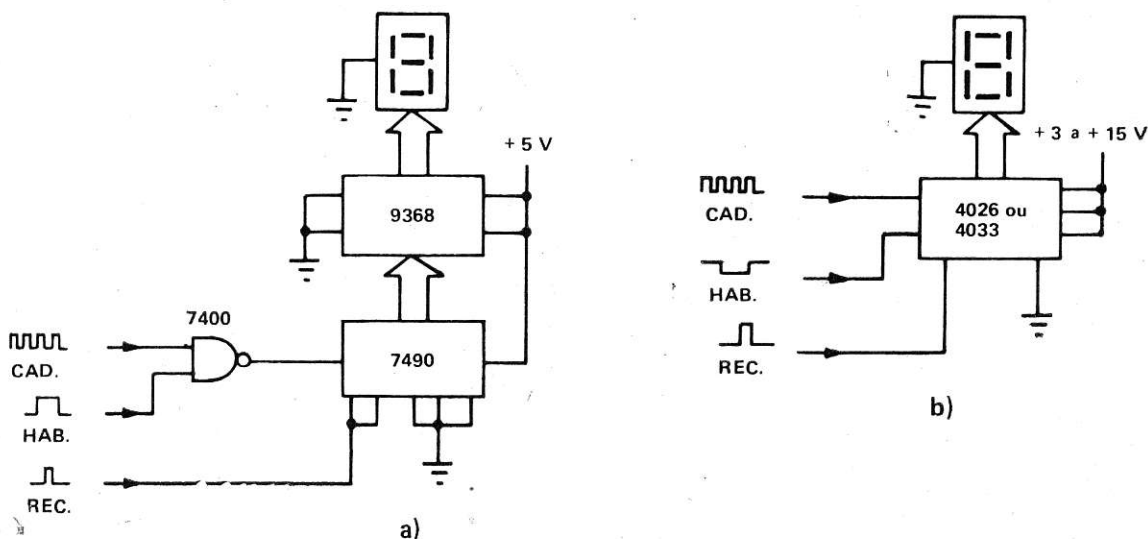 + 5 V
9368
7400
CAD.
7490
HAB.
REC.
a)
+ 3 a + 15 V
CAD.
4026 ou
4033
HAB.
REC.
b)